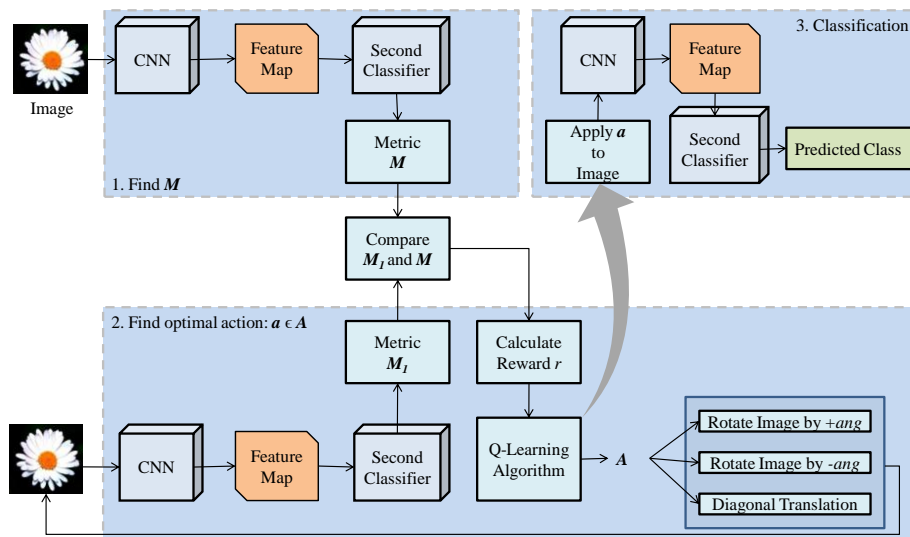 CNN
Feature
Map
Second
Classifier
Image
Metric
M
1. Find M
3. Classification
CNN
Feature
Map
Apply a
to
Image
Second
Classifier
Predicted Class
Compare
M1 and M
2. Find optimal action: a ϵ A
Metric
M1
Calculate
Reward r
CNN
Feature
Map
Second
Classifier
Q-Learning
Algorithm
A
Rotate Image by +ang
Rotate Image by -ang
Diagonal Translation